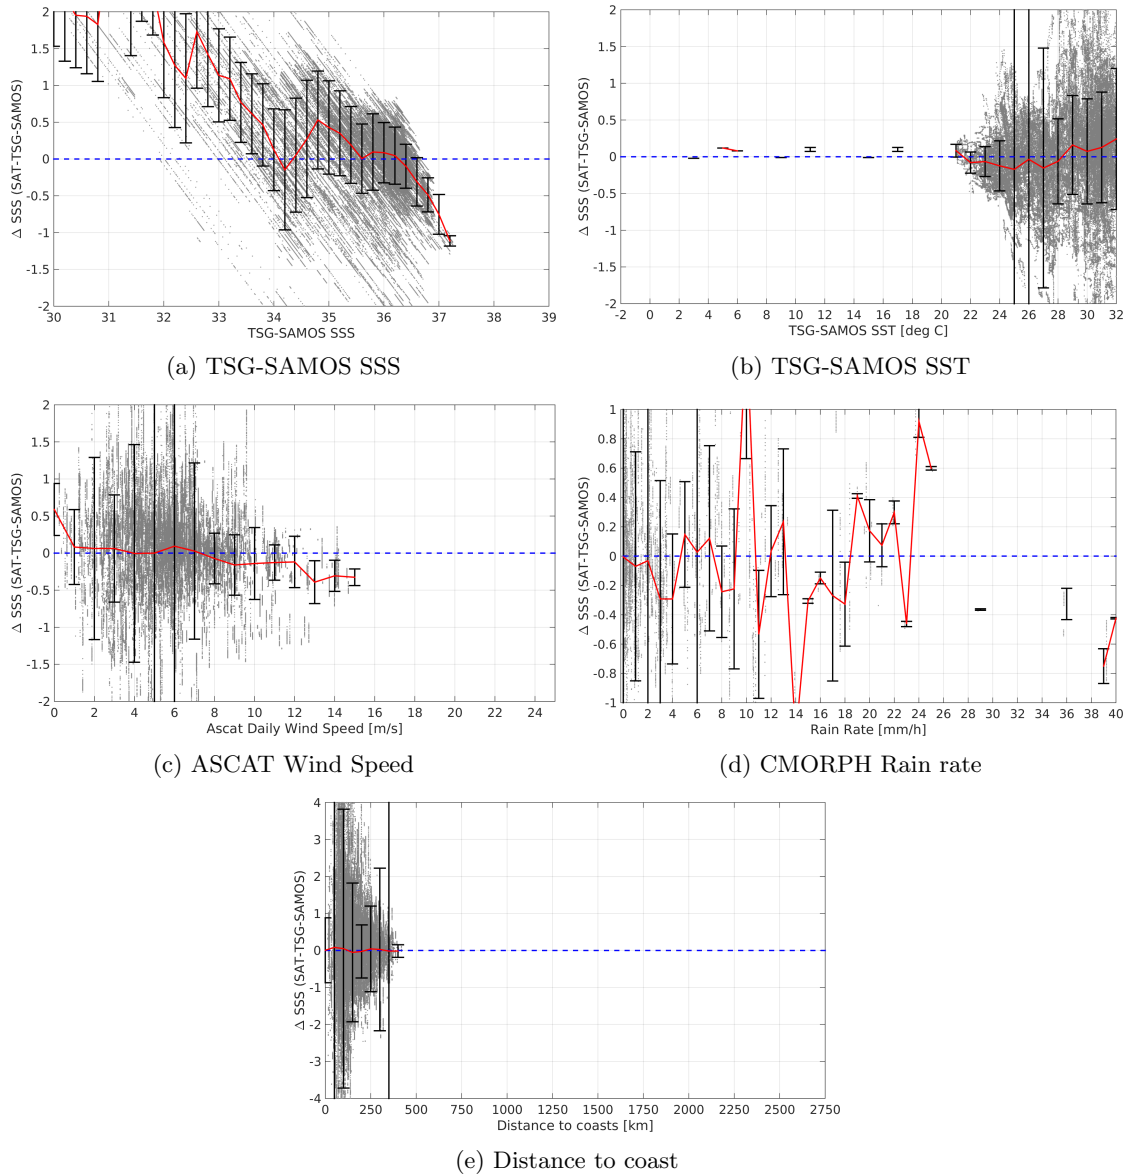 Δ SSS (SAT-TSG-SAMOS)
2
1.5
1
0.5
0
-0.5
-1
-1.5
-2
30 31 32 33 34 35 36 37 38 39
TSG-SAMOS SSS
(a) TSG-SAMOS SSS
Δ SSS (SAT-TSG-SAMOS)
2
1.5
1
0.5
0
-0.5
-1
-1.5
-2
-2 0 2 4 6 8 10 12 14 16 18 20 22 24 26 28 30 32
TSG-SAMOS SST [deg C]
(b) TSG-SAMOS SST
Δ SSS (SAT-TSG-SAMOS)
2
1.5
1
0.5
0
-0.5
-1
-1.5
-2
0 2 4 6 8 10 12 14 16 18 20 22 24
Ascat Daily Wind Speed [m/s]
(c) ASCAT Wind Speed
Δ SSS (SAT-TSG-SAMOS)
1
0.8
0.6
0.4
0.2
0
-0.2
-0.4
-0.6
-0.8
-1
0 2 4 6 8 10 12 14 16 18 20 22 24 26 28 30 32 34 36 38 40
Rain Rate [mm/h]
(d) CMORPH Rain rate
Δ SSS (SAT-TSG-SAMOS)
4
3
2
1
0
-1
-2
-3
-4
0 250 500 750 1000 1250 1500 1750 2000 2250 2500 2750
Distance to coasts [km]
(e) Distance to coast